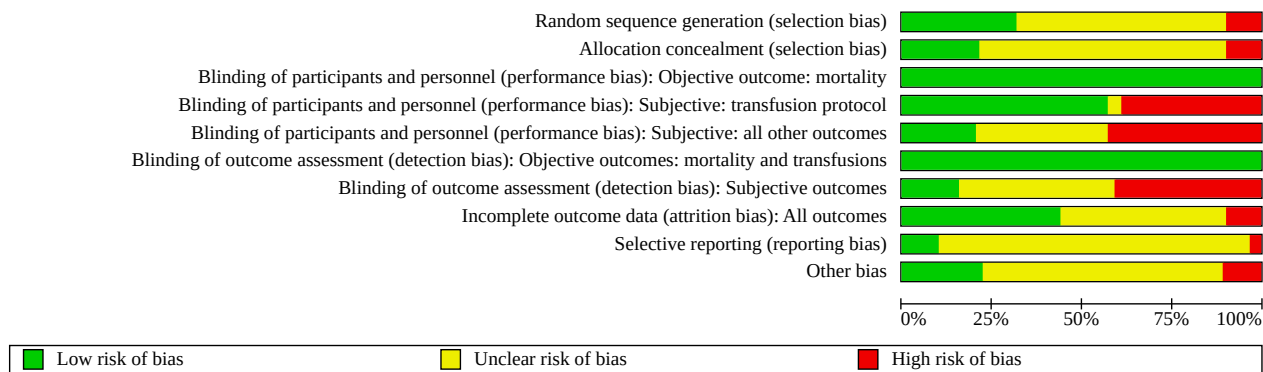 Random sequence generation (selection bias)
Allocation concealment (selection bias)
Blinding of participants and personnel (performance bias): Objective outcome: mortality
Blinding of participants and personnel (performance bias): Subjective: transfusion protocol
Blinding of participants and personnel (performance bias): Subjective: all other outcomes
Blinding of outcome assessment (detection bias): Objective outcomes: mortality and transfusions
Blinding of outcome assessment (detection bias): Subjective outcomes
Incomplete outcome data (attrition bias): All outcomes
Selective reporting (reporting bias)
Other bias
0% 25% 50% 75% 100%
Low risk of bias Unclear risk of bias High risk of bias